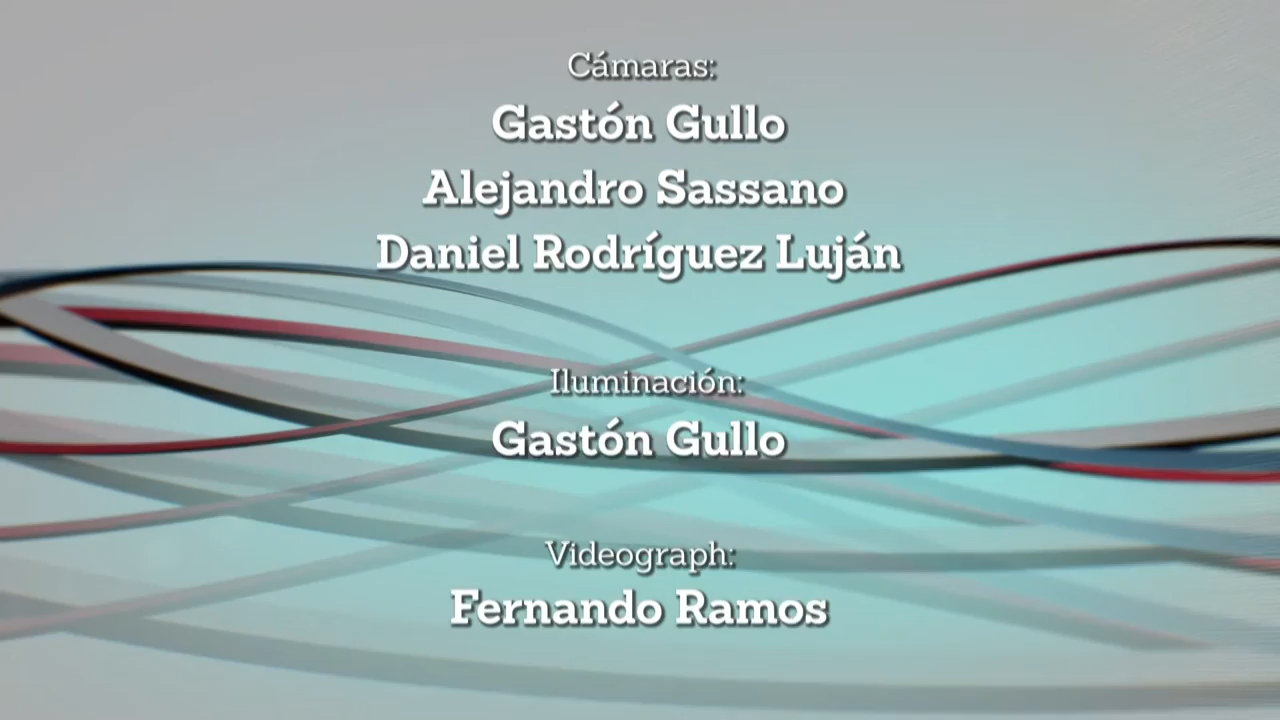 Cámaras:
Gastón Gullo
Alejandro Sassano
Daniel Rodríguez Luján
Iluminación:
Gastón Gullo
Videograph:
Fernando Ramos